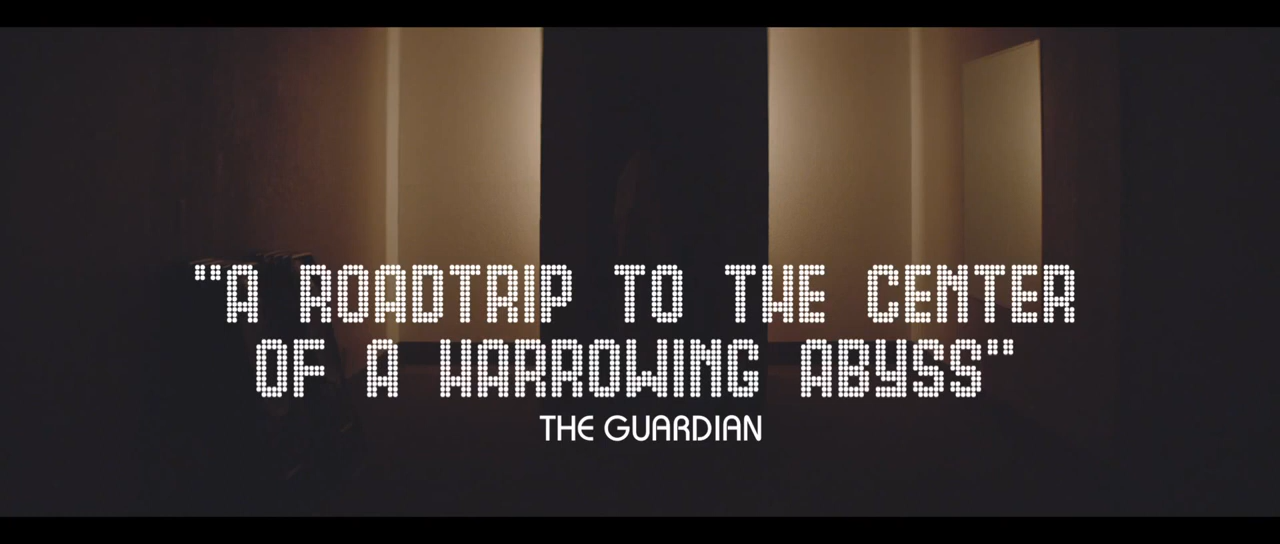 "A ROADTRIP TO THE CENTER
OF A HARROWING ABYSS"
THE GUARDIAN